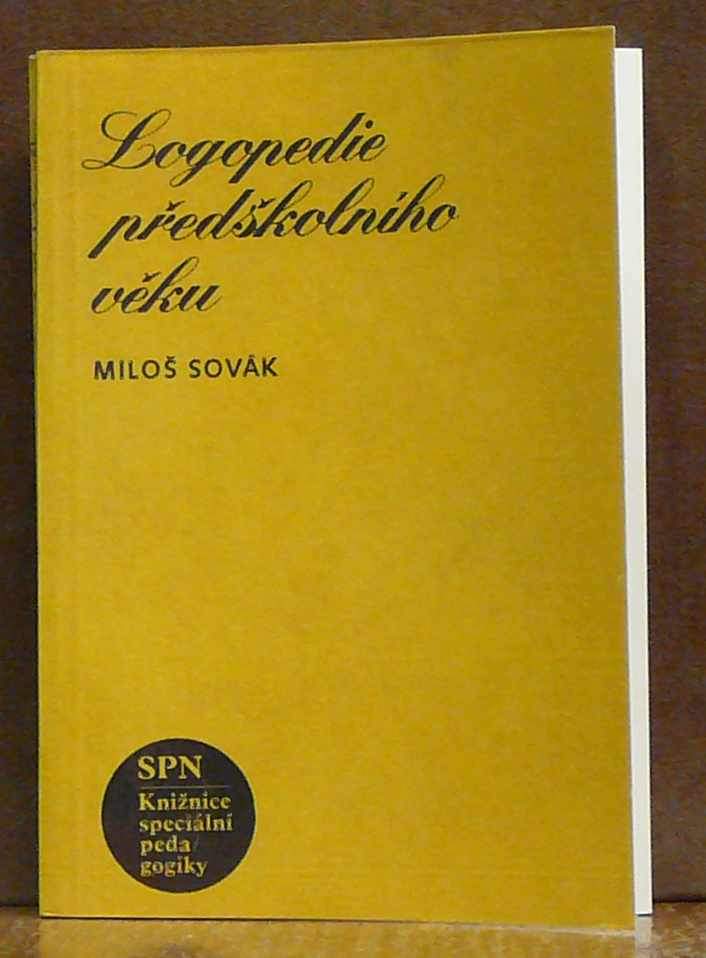 Logopedie
předškolního
věku
MILOŠ SOVÁK
SPN
Knižnice
speciální
peda
gogiky